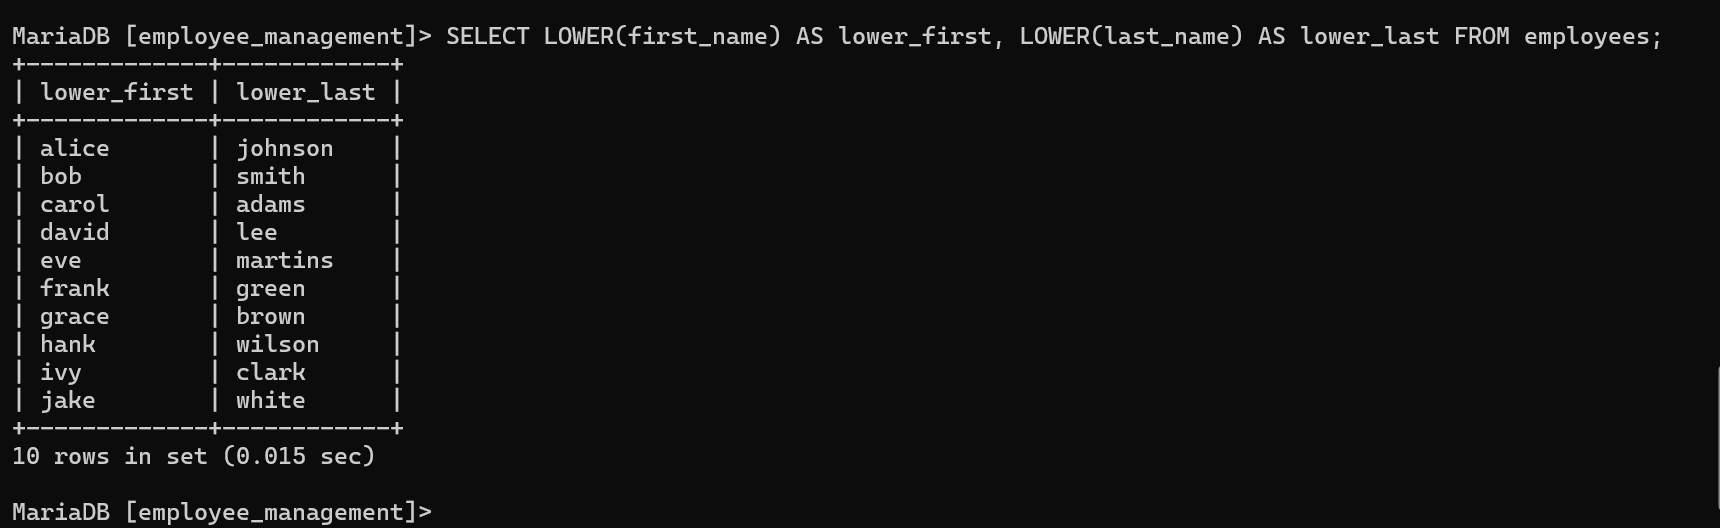 MariaDB [employee_management]> SELECT LOWER(first_name) AS lower_first, LOWER(last_name) AS lower_last FROM employees;
+-------------+------------+
| lower_first | lower_last |
+-------------+------------+
| alice       | johnson    |
| bob         | smith      |
| carol       | adams      |
| david       | lee        |
| eve         | martins    |
| frank       | green      |
| grace       | brown      |
| hank        | wilson     |
| ivy         | clark      |
| jake        | white      |
+-------------+------------+
10 rows in set (0.015 sec)
MariaDB [employee_management]>